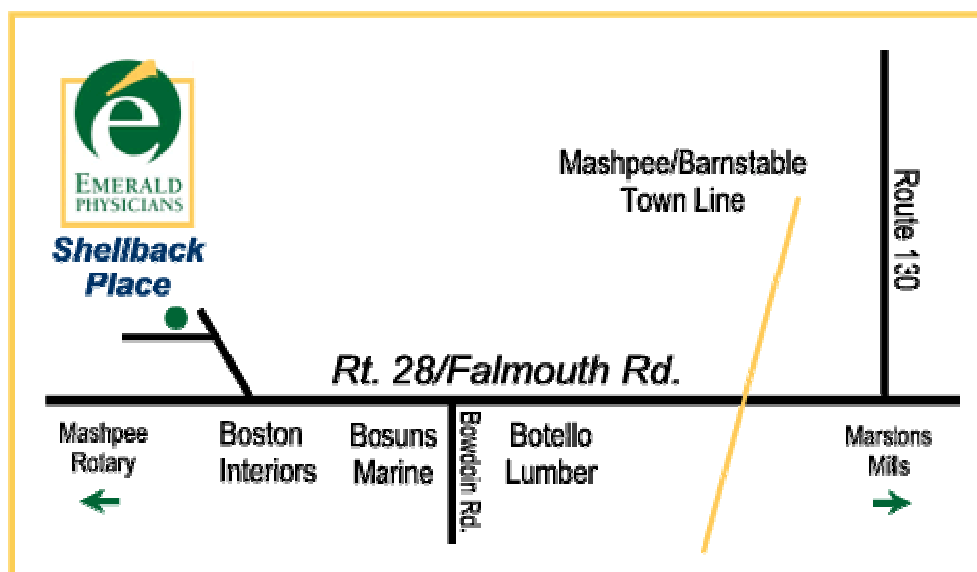 é
EMERALD
PHYSICIANS
Shellback
Place
Mashpee/Barnstable
Town Line
Route 130
Rt. 28/Falmouth Rd.
Mashpee
Rotary
Boston
Interiors
Bosuns
Marine
Bowdoin Rd.
Botello
Lumber
Marstons
Mills